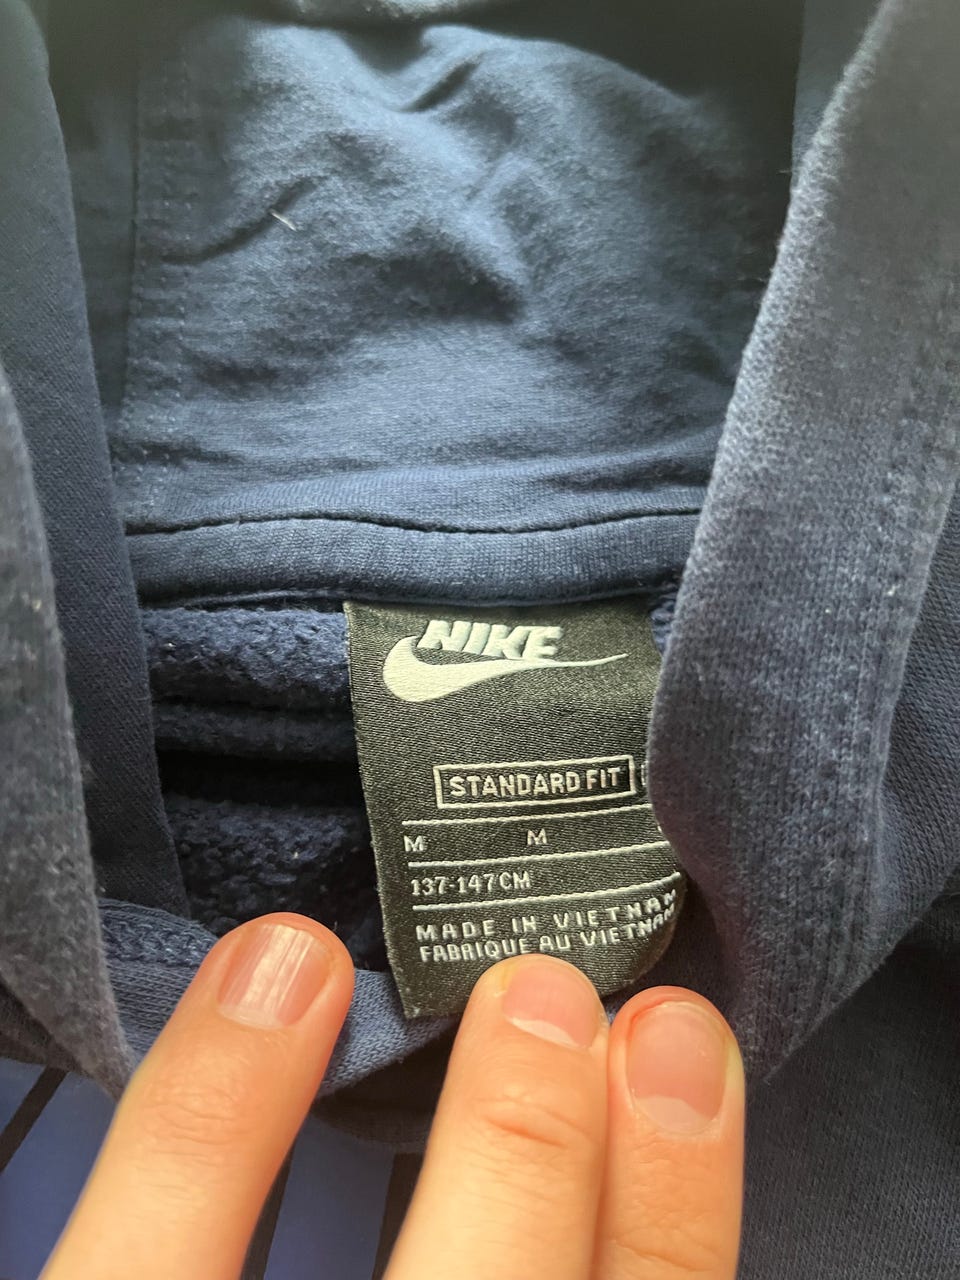 NIKE
STANDARD FIT
M M
137-147CM
MADE IN VIETNAM
FABRIQUE AU VIETNAM